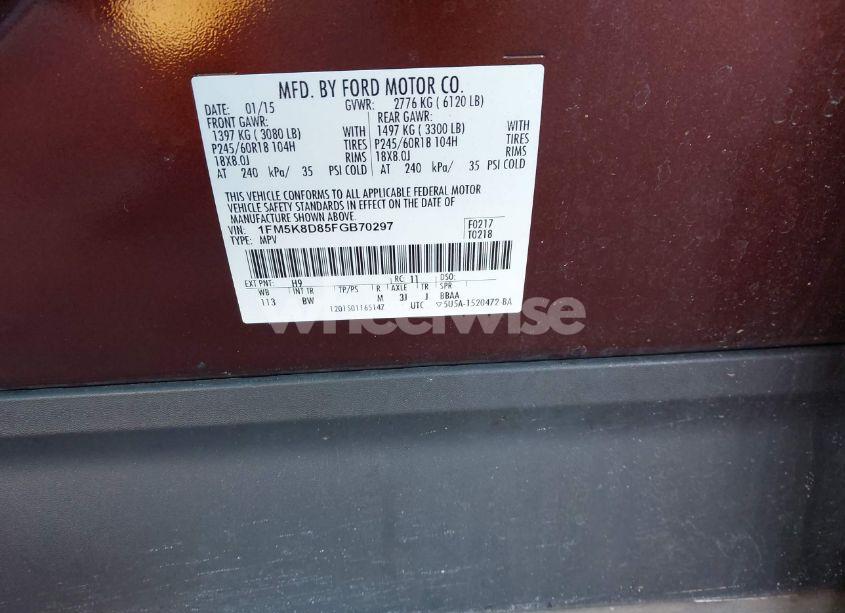 MFD. BY FORD MOTOR CO.
DATE: 01/15 GVWR: 2776 KG ( 6120 LB)
FRONT GAWR: REAR GAWR:
1397 KG ( 3080 LB) WITH 1497 KG ( 3300 LB) WITH
P245/60R18 104H TIRES P245/60R18 104H TIRES
18X8.0J RIMS 18X8.0J RIMS
AT 240 kPa/ 35 PSI COLD AT 240 kPa/ 35 PSI COLD
THIS VEHICLE CONFORMS TO ALL APPLICABLE FEDERAL MOTOR
VEHICLE SAFETY STANDARDS IN EFFECT ON THE DATE OF
MANUFACTURE SHOWN ABOVE.
VIN: 1FM5K8D85FGB70297 F0217
TYPE: MPV T0218
EXT PNT: H9 RC: 11 DSO:
WB INT TR TP/PS R AXLE TR SPR
113 BW M 3J J BBAA
1201501165147 UTC 5U5A-1520472-BA
wheelwise